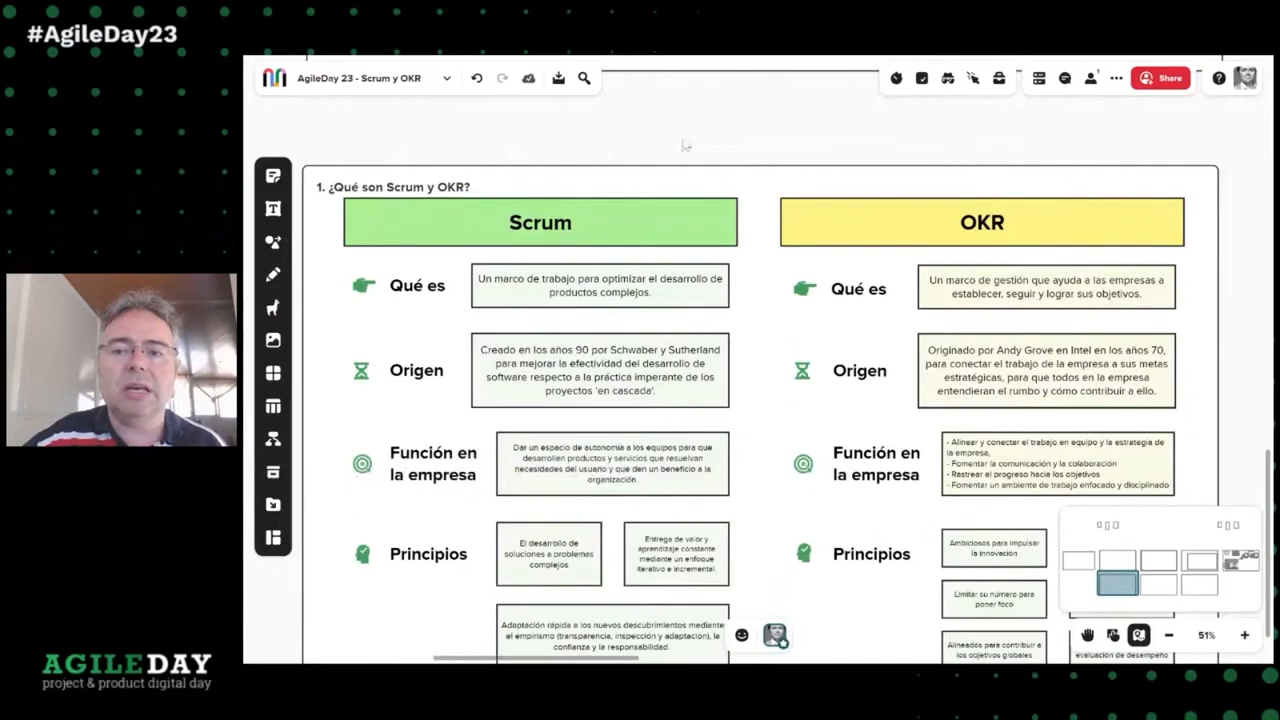 #AgileDay23
AgileDay 23 - Scrum y OKR
1
Share
1. ¿Qué son Scrum y OKR?
Scrum
Qué es
Un marco de trabajo para optimizar el desarrollo de
productos complejos.
Origen
Creado en los años 90 por Schwaber y Sutherland
para mejorar la efectividad del desarrollo de
software respecto a la práctica imperante de los
proyectos 'en cascada'.
Función en
la empresa
Dar un espacio de autonomía a los equipos para que
desarrollen productos y servicios que resuelvan
necesidades del usuario y que den un beneficio a la
organización.
Principios
El desarrollo de
soluciones a problemas
complejos
Entrega de valor y
aprendizaje constante
mediante un enfoque
iterativo e incremental.
Adaptación rápida a los nuevos descubrimientos mediante
el empirismo (transparencia, inspección y adaptación), la
confianza y la responsabilidad.
OKR
Qué es
Un marco de gestión que ayuda a las empresas a
establecer, seguir y lograr sus objetivos.
Origen
Originado por Andy Grove en Intel en los años 70,
para conectar el trabajo de la empresa a sus metas
estratégicas, para que todos en la empresa
entendieran el rumbo y cómo contribuir a ello.
Función en
la empresa
- Alinear y conectar el trabajo en equipo y la estrategia de
la empresa,
- Fomentar la comunicación y la colaboración
- Rastrear el progreso hacia los objetivos
- Fomentar un ambiente de trabajo enfocado y disciplinado
Principios
Ambiciosos para impulsar
la innovación
Limitar su número para
poner foco
Alineados para contribuir a
los objetivos globales
evaluación de desempeño
51%
AGILEDAY
project & product digital day